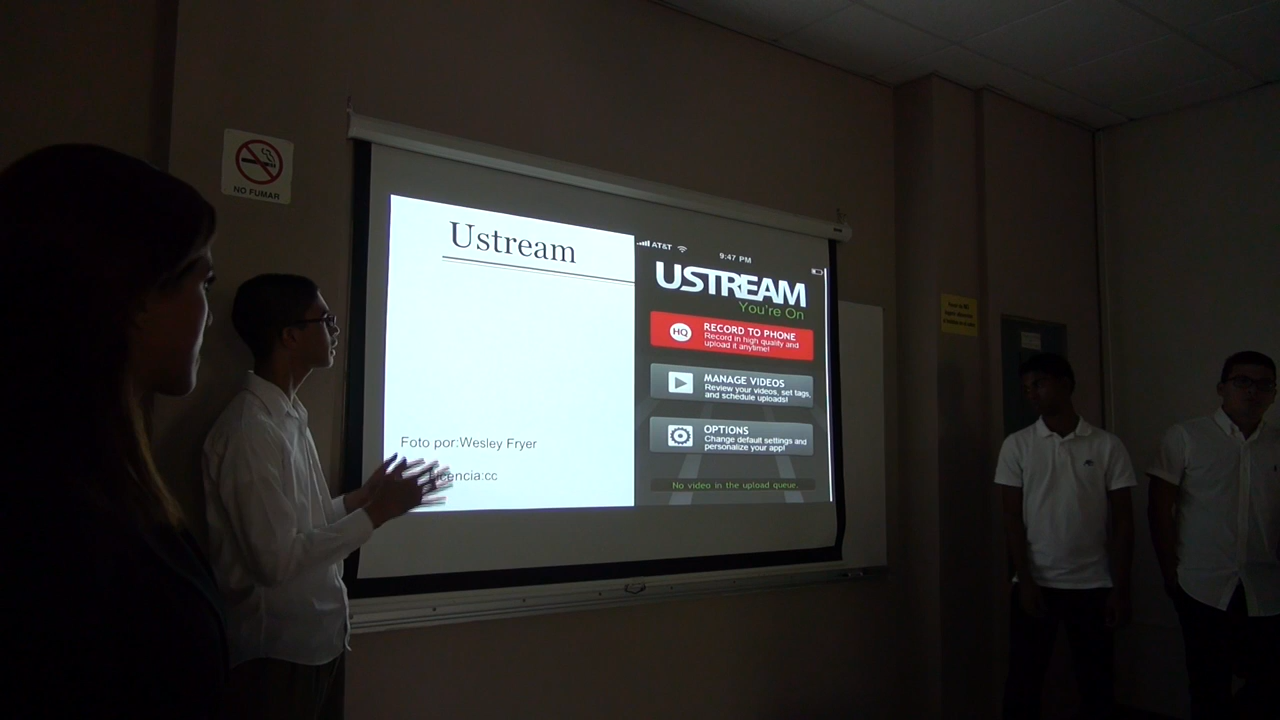 NO FUMAR
Ustream
Foto por:Wesley Fryer
Licencia:cc
AT&T
9:47 PM
USTREAM
You're On
HQ
RECORD TO PHONE
Record in high quality and
upload it anytime!
MANAGE VIDEOS
Review your videos, set tags,
and schedule uploads!
OPTIONS
Change default settings and
personalize your app!
No video in the upload queue.